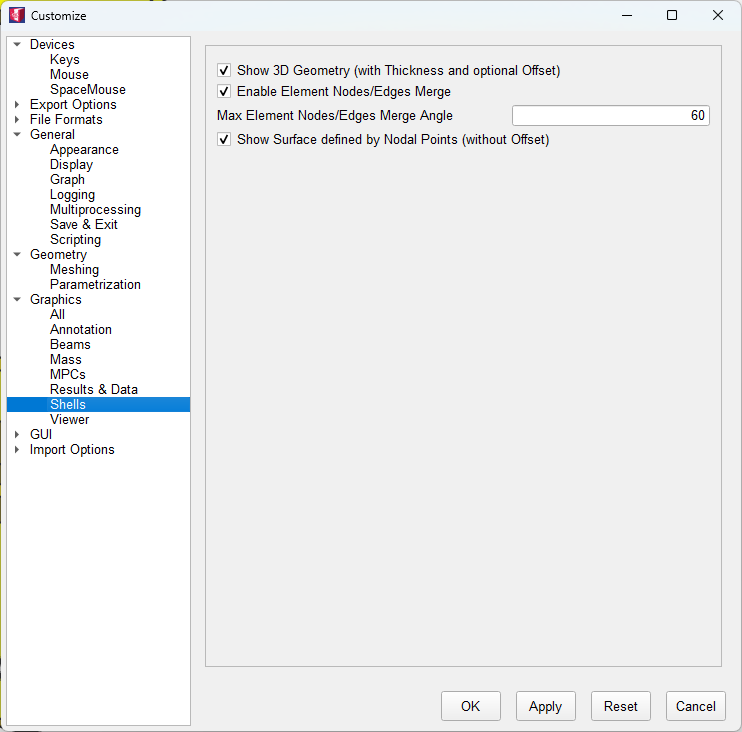 Customize
Devices
Keys
Mouse
SpaceMouse
Export Options
File Formats
General
Appearance
Display
Graph
Logging
Multiprocessing
Save & Exit
Scripting
Geometry
Meshing
Parametrization
Graphics
All
Annotation
Beams
Mass
MPCs
Results & Data
Shells
Viewer
GUI
Import Options
Show 3D Geometry (with Thickness and optional Offset)
Enable Element Nodes/Edges Merge
Max Element Nodes/Edges Merge Angle 60
Show Surface defined by Nodal Points (without Offset)
OK Apply Reset Cancel